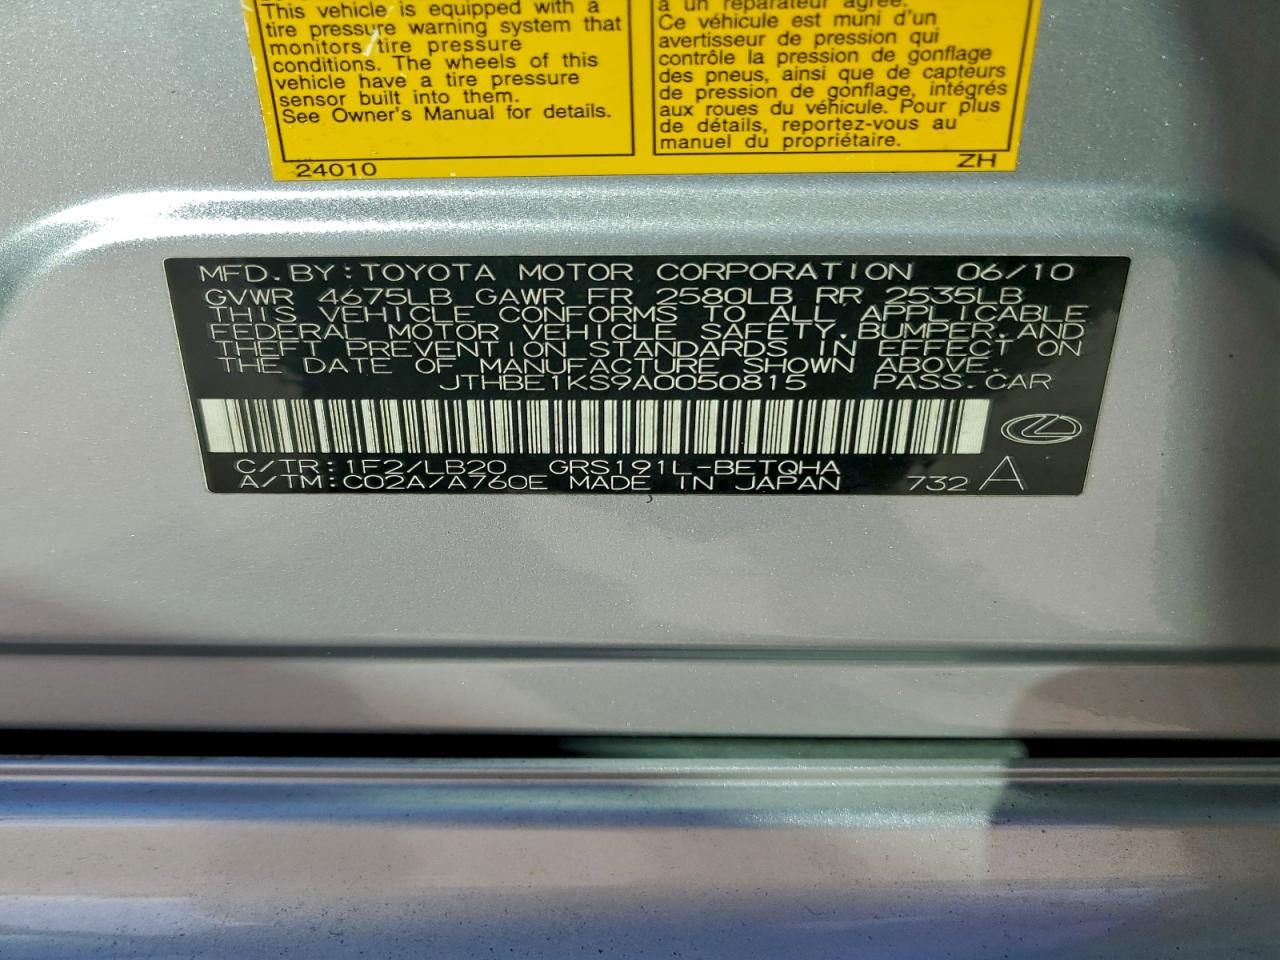 This vehicle is equipped with a
tire pressure warning system that
monitors tire pressure
conditions. The wheels of this
vehicle have a tire pressure
sensor built into them.
See Owner's Manual for details.
24010
à un réparateur agréé.
Ce véhicule est muni d'un
avertisseur de pression qui
contrôle la pression de gonflage
des pneus, ainsi que de capteurs
de pression de gonflage, intégrés
aux roues du véhicule. Pour plus
de détails, reportez-vous au
manuel du propriétaire.
ZH
MFD.BY:TOYOTA MOTOR CORPORATION 06/10
GVWR 4675LB GAWR FR 2580LB RR 2535LB
THIS VEHICLE CONFORMS TO ALL APPLICABLE
FEDERAL MOTOR VEHICLE SAFETY,BUMPER,AND
THEFT PREVENTION STANDARDS IN EFFECT ON
THE DATE OF MANUFACTURE SHOWN ABOVE.
JTHBE1KS9A0050815 PASS.CAR
C/TR:1F2/LB20 GRS191L-BETQHA
A/TM:C02A/A760E MADE IN JAPAN 732 A